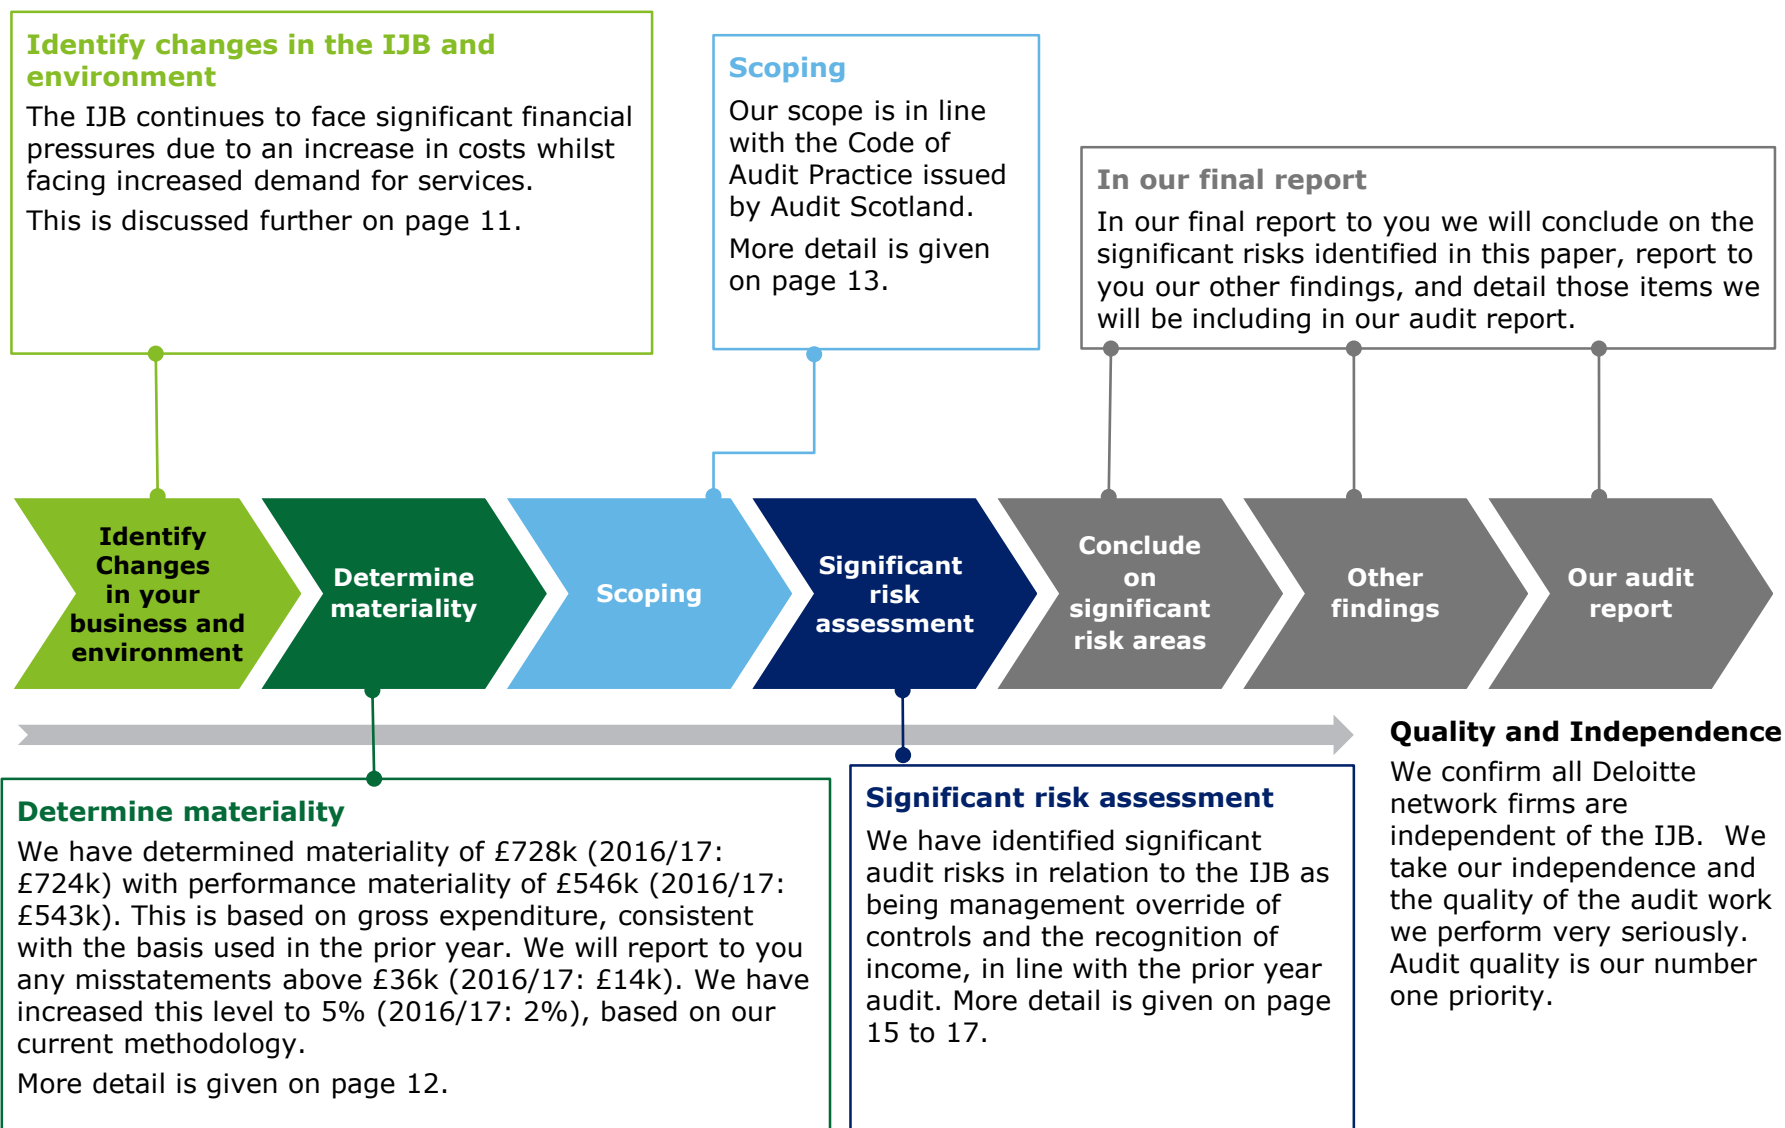 Identify changes in the IJB and
environment
The IJB continues to face significant financial
pressures due to an increase in costs whilst
facing increased demand for services.
This is discussed further on page 11.
Scoping
Our scope is in line
with the Code of
Audit Practice issued
by Audit Scotland.
More detail is given
on page 13.
In our final report
In our final report to you we will conclude on the
significant risks identified in this paper, report to
you our other findings, and detail those items we
will be including in our audit report.
Identify
Changes
in your
business and
environment
Determine
materiality
Scoping
Significant
risk
assessment
Conclude
on
significant
risk areas
Other
findings
Our audit
report
Determine materiality
We have determined materiality of £728k (2016/17:
£724k) with performance materiality of £546k (2016/17:
£543k). This is based on gross expenditure, consistent
with the basis used in the prior year. We will report to you
any misstatements above £36k (2016/17: £14k). We have
increased this level to 5% (2016/17: 2%), based on our
current methodology.
More detail is given on page 12.
Significant risk assessment
We have identified significant
audit risks in relation to the IJB as
being management override of
controls and the recognition of
income, in line with the prior year
audit. More detail is given on page
15 to 17.
Quality and Independence
We confirm all Deloitte
network firms are
independent of the IJB.  We
take our independence and
the quality of the audit work
we perform very seriously.
Audit quality is our number
one priority.